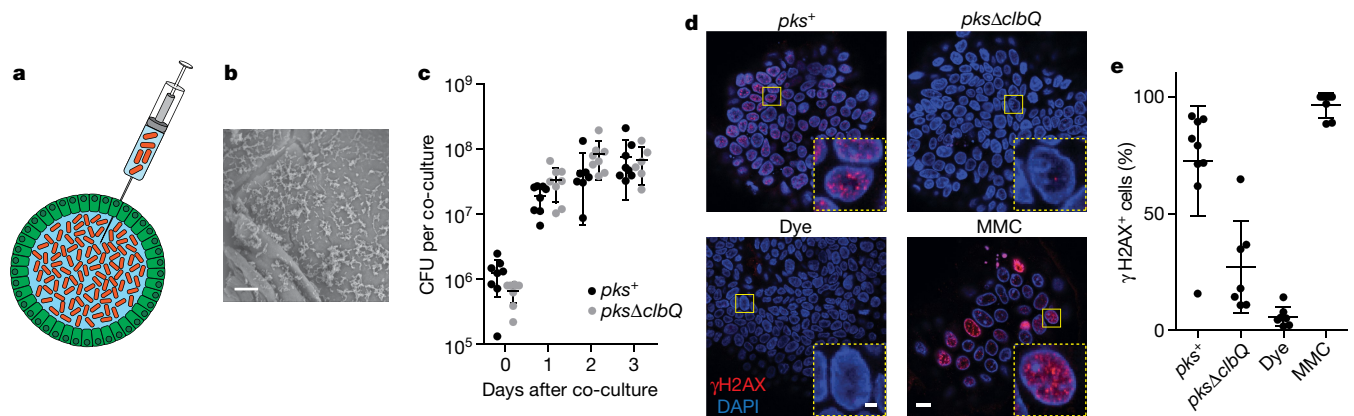 a
b
c
CFU per co-culture
10⁹
10⁸
10⁷
10⁶
10⁵
0 1 2 3
Days after co-culture
pks⁺
pksΔclbQ
d
pks⁺
pksΔclbQ
Dye
MMC
γH2AX
DAPI
e
γH2AX⁺ cells (%)
100
50
0
pks⁺
pksΔclbQ
Dye
MMC